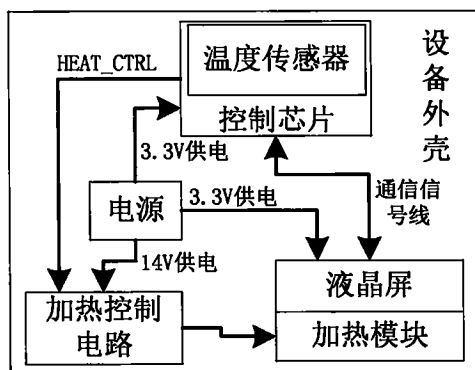 HEAT_CTRL
温度传感器
控制芯片
设备外壳
3.3V供电
通信信
号线
电源
3.3V供电
14V供电
加热控制
电路
液晶屏
加热模块